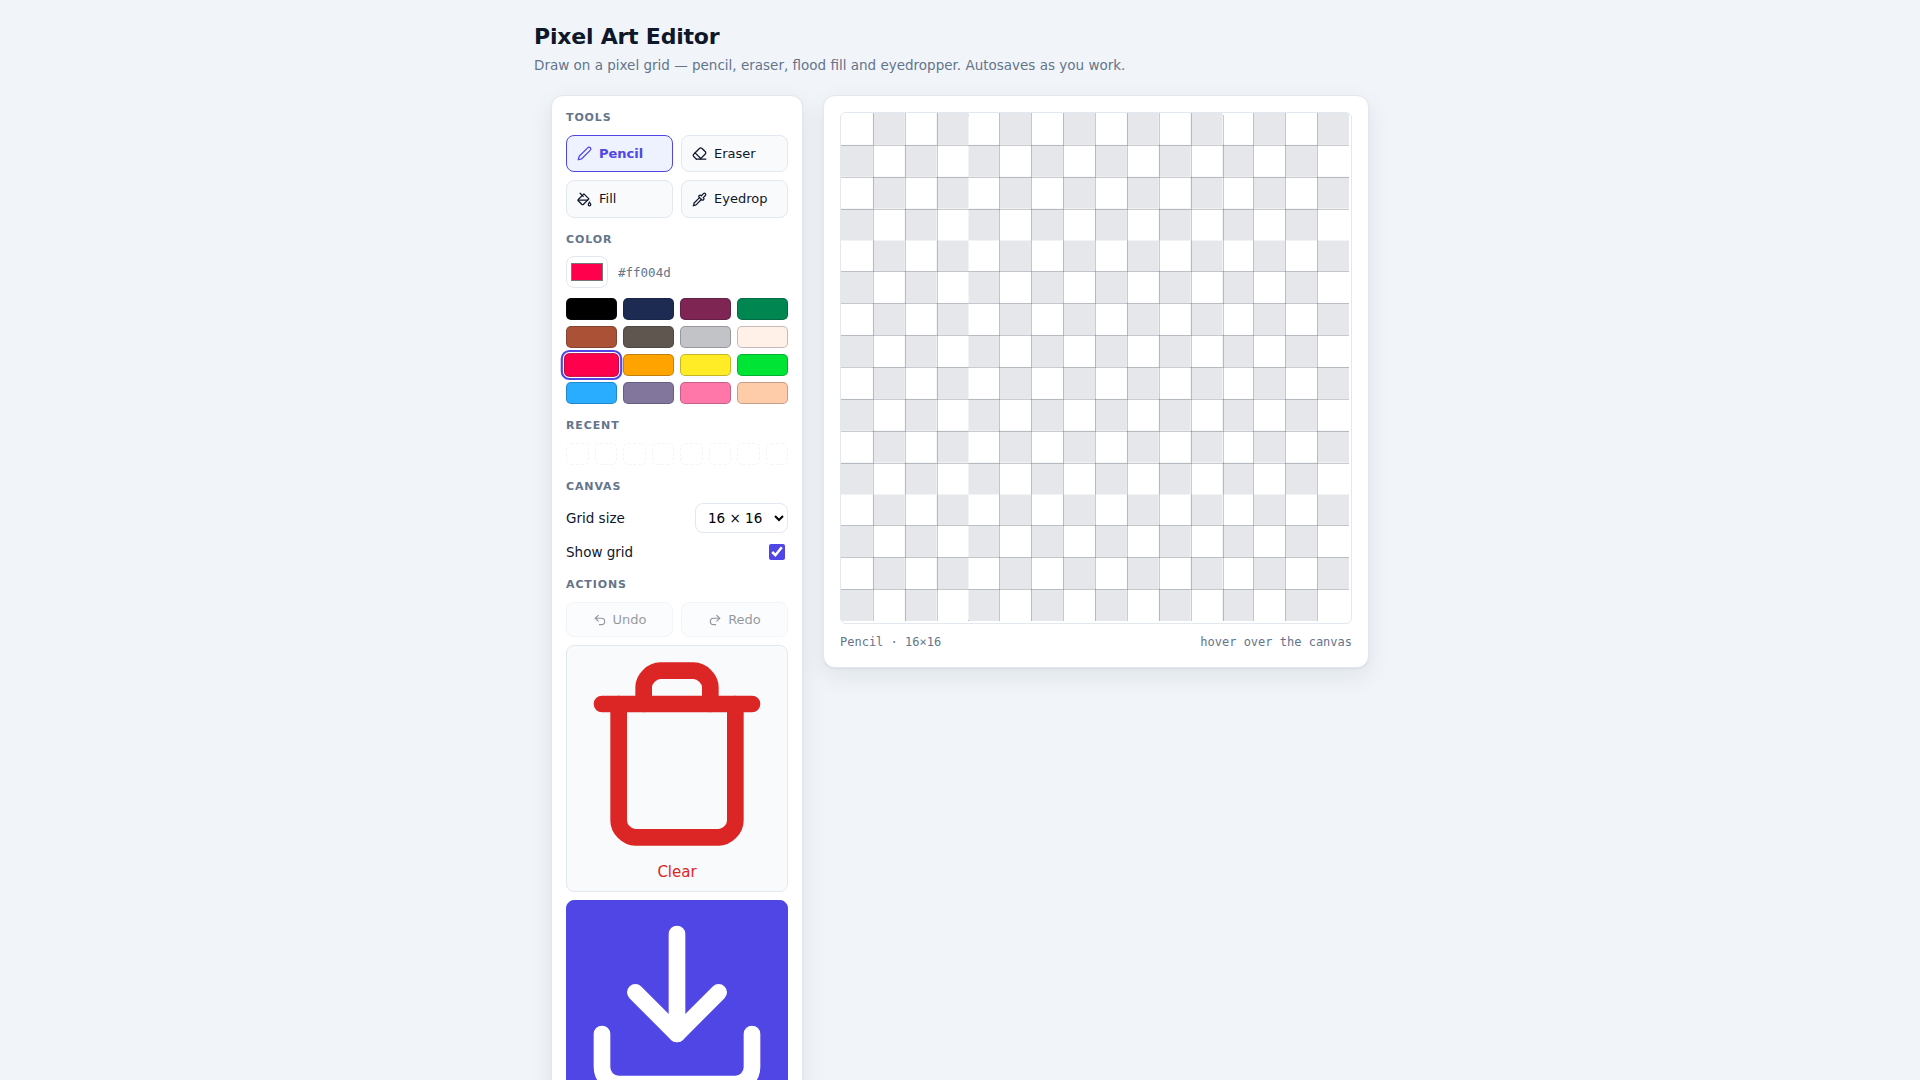 Pixel Art Editor
Draw on a pixel grid — pencil, eraser, flood fill and eyedropper. Autosaves as you work.
TOOLS
Pencil
Eraser
Fill
Eyedrop
COLOR
#ff004d
RECENT
CANVAS
Grid size
16 × 16
Show grid
ACTIONS
Undo
Redo
Clear
Pencil · 16×16
hover over the canvas